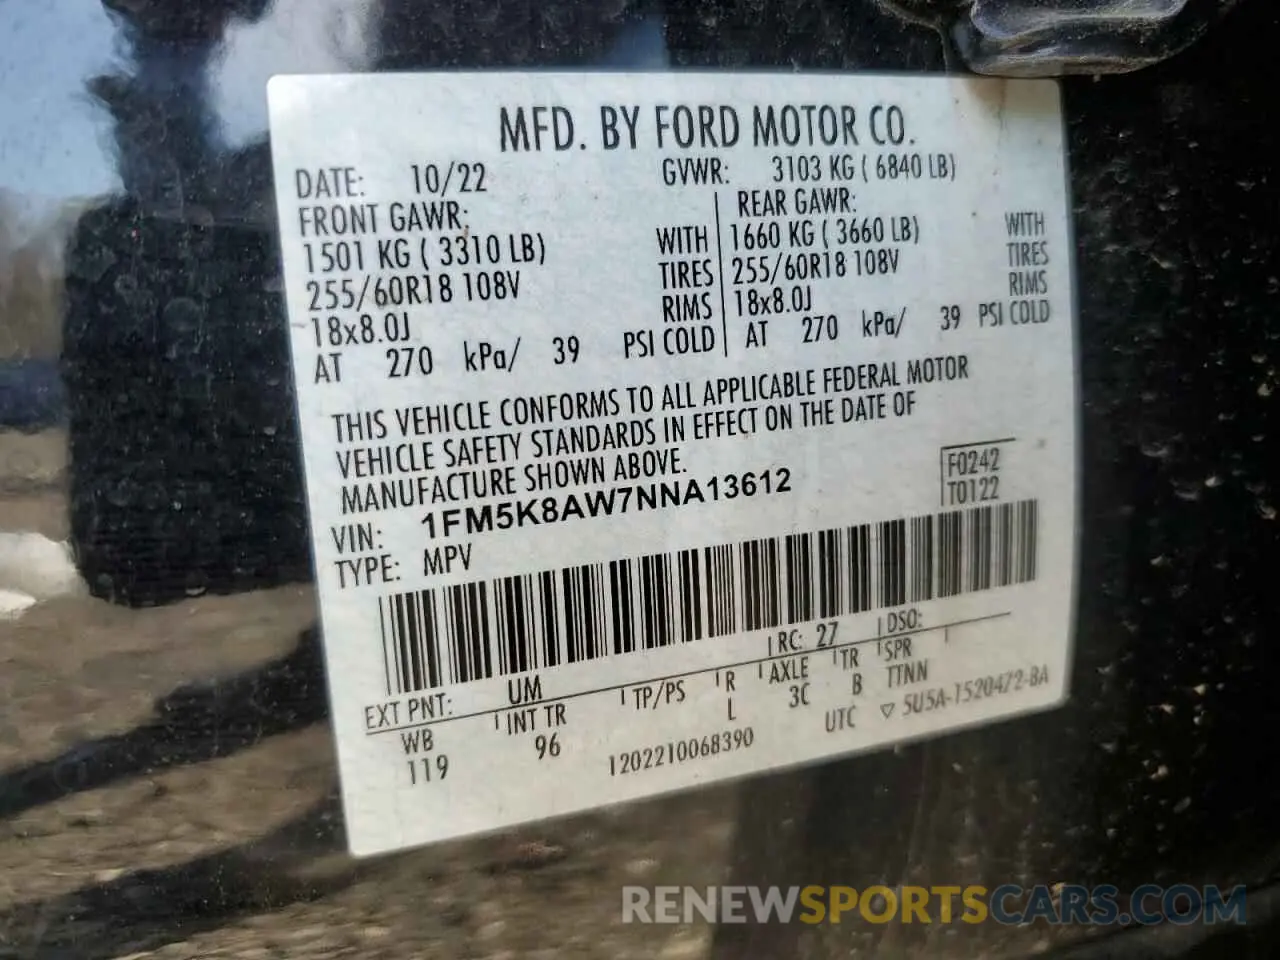 MFD. BY FORD MOTOR CO.
DATE: 10/22 GVWR: 3103 KG ( 6840 LB)
FRONT GAWR: REAR GAWR:
1501 KG ( 3310 LB) WITH 1660 KG ( 3660 LB) WITH
255/60R18 108V TIRES 255/60R18 108V TIRES
18x8.0J RIMS 18x8.0J RIMS
AT 270 kPa/ 39 PSI COLD AT 270 kPa/ 39 PSI COLD
THIS VEHICLE CONFORMS TO ALL APPLICABLE FEDERAL MOTOR
VEHICLE SAFETY STANDARDS IN EFFECT ON THE DATE OF
MANUFACTURE SHOWN ABOVE.
F0242
T0122
VIN: 1FM5K8AW7NNA13612
TYPE: MPV
EXT PNT: UM RC: 27 DSO:
WB INT TR TP/PS R AXLE TR SPR
119 96 L 3C B TTNN
1202210068390 UTC ▽ 5U5A-1520472-BA
RENEWSPORTSCARS.COM